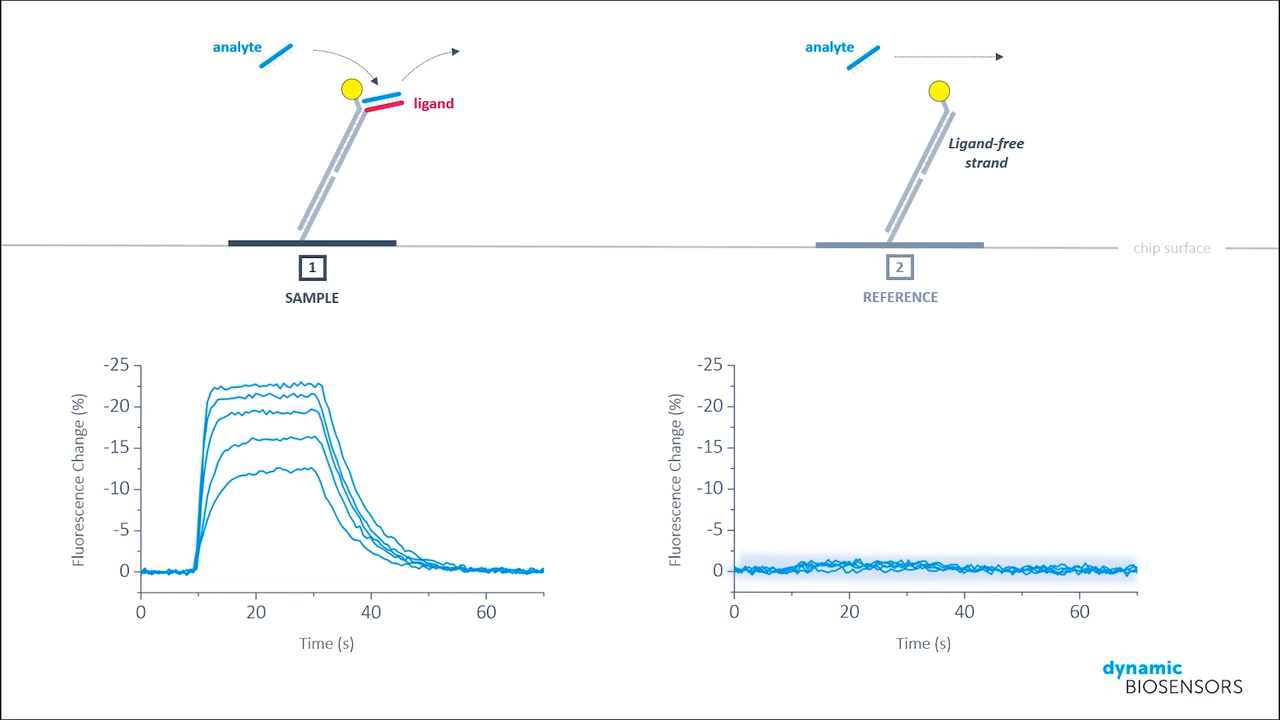 analyte
ligand
analyte
Ligand-free
strand
chip surface
1
SAMPLE
2
REFERENCE
Fluorescence Change (%)
-25
-20
-15
-10
-5
0
0 20 40 60
Time (s)
Fluorescence Change (%)
-25
-20
-15
-10
-5
0
0 20 40 60
Time (s)
dynamic
BIOSENSORS